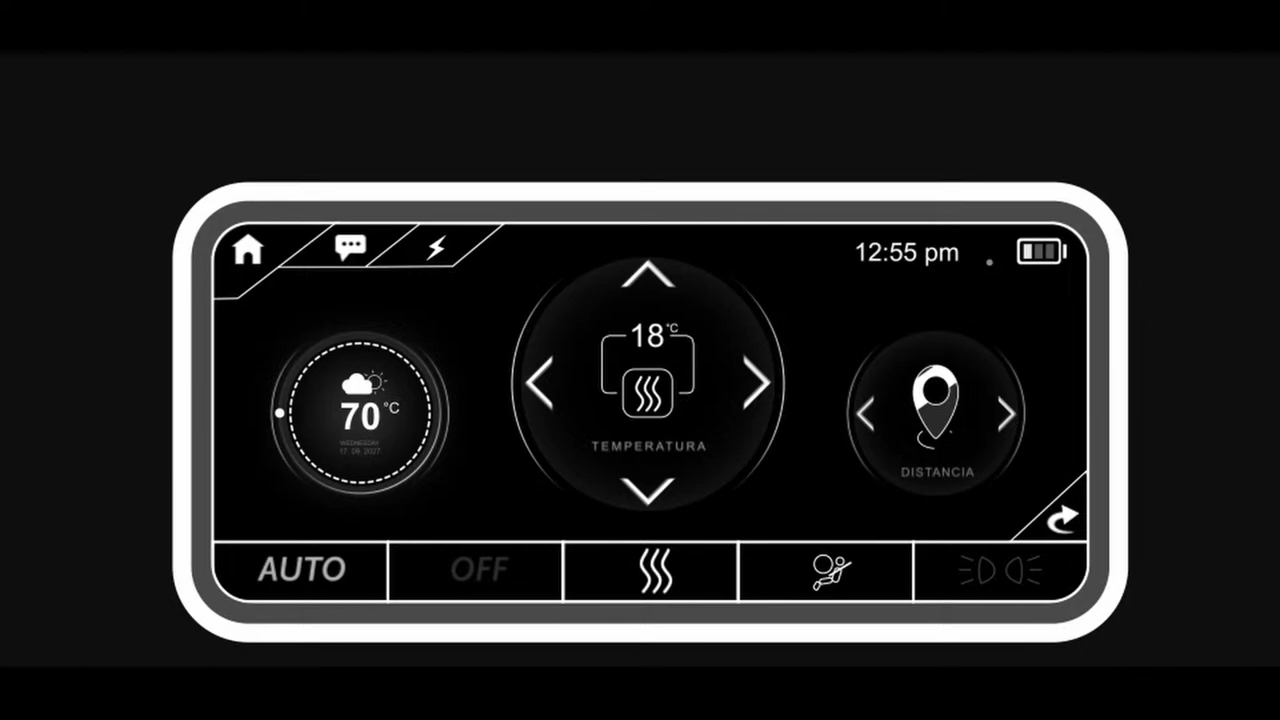 12:55 pm
18°C
70°C
WEDNESDAY
TEMPERATURA
DISTANCIA
AUTO
OFF